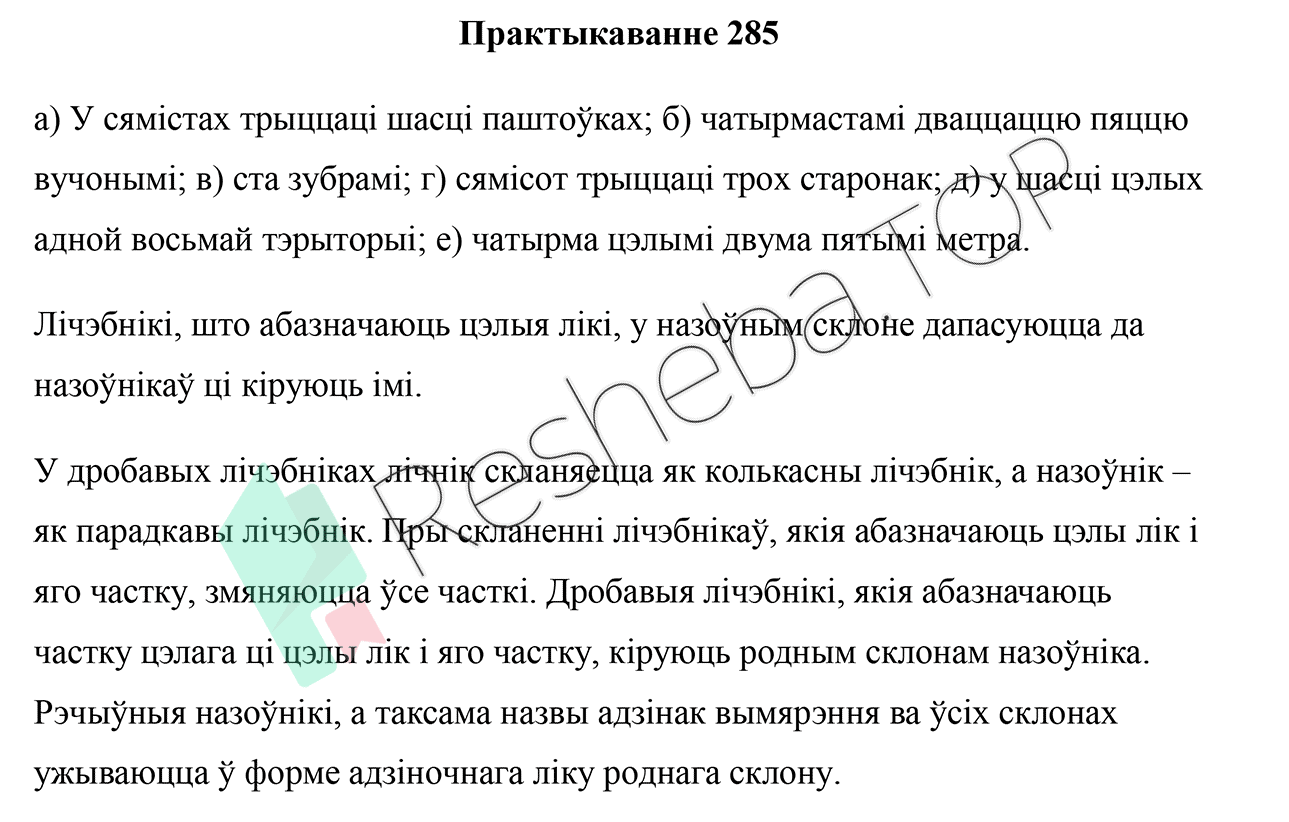 Практыкаванне 285
а) У сямістах трыццаці шасці паштоўках; б) чатырмастамі дваццаццю пяццю
вучонымі; в) ста зубрамі; г) сямісот трыццаці трох старонак; д) у шасці цэлых
адной восьмай тэрыторыі; е) чатырма цэлымі двума пятымі метра.
Лічэбнікі, што абазначаюць цэлыя лікі, у назоўным склоне дапасуюцца да
назоўнікаў ці кіруюць імі.
У дробавых лічэбніках лічнік скланяецца як колькасны лічэбнік, а назоўнік –
як парадкавы лічэбнік. Пры скланенні лічэбнікаў, якія абазначаюць цэлы лік і
яго частку, змяняюцца ўсе часткі. Дробавыя лічэбнікі, якія абазначаюць
частку цэлага ці цэлы лік і яго частку, кіруюць родным склонам назоўніка.
Рэчыўныя назоўнікі, а таксама назвы адзінак вымярэння ва ўсіх склонах
ужываюцца ў форме адзіночнага ліку роднага склону.
Resheba.TOP